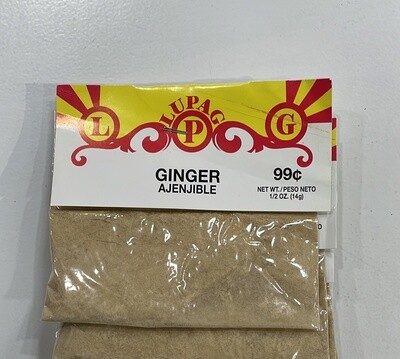 LUPAG
L P G
GINGER
AJENJIBLE
99¢
NET WT./PESO NETO
1/2 OZ. (14g)